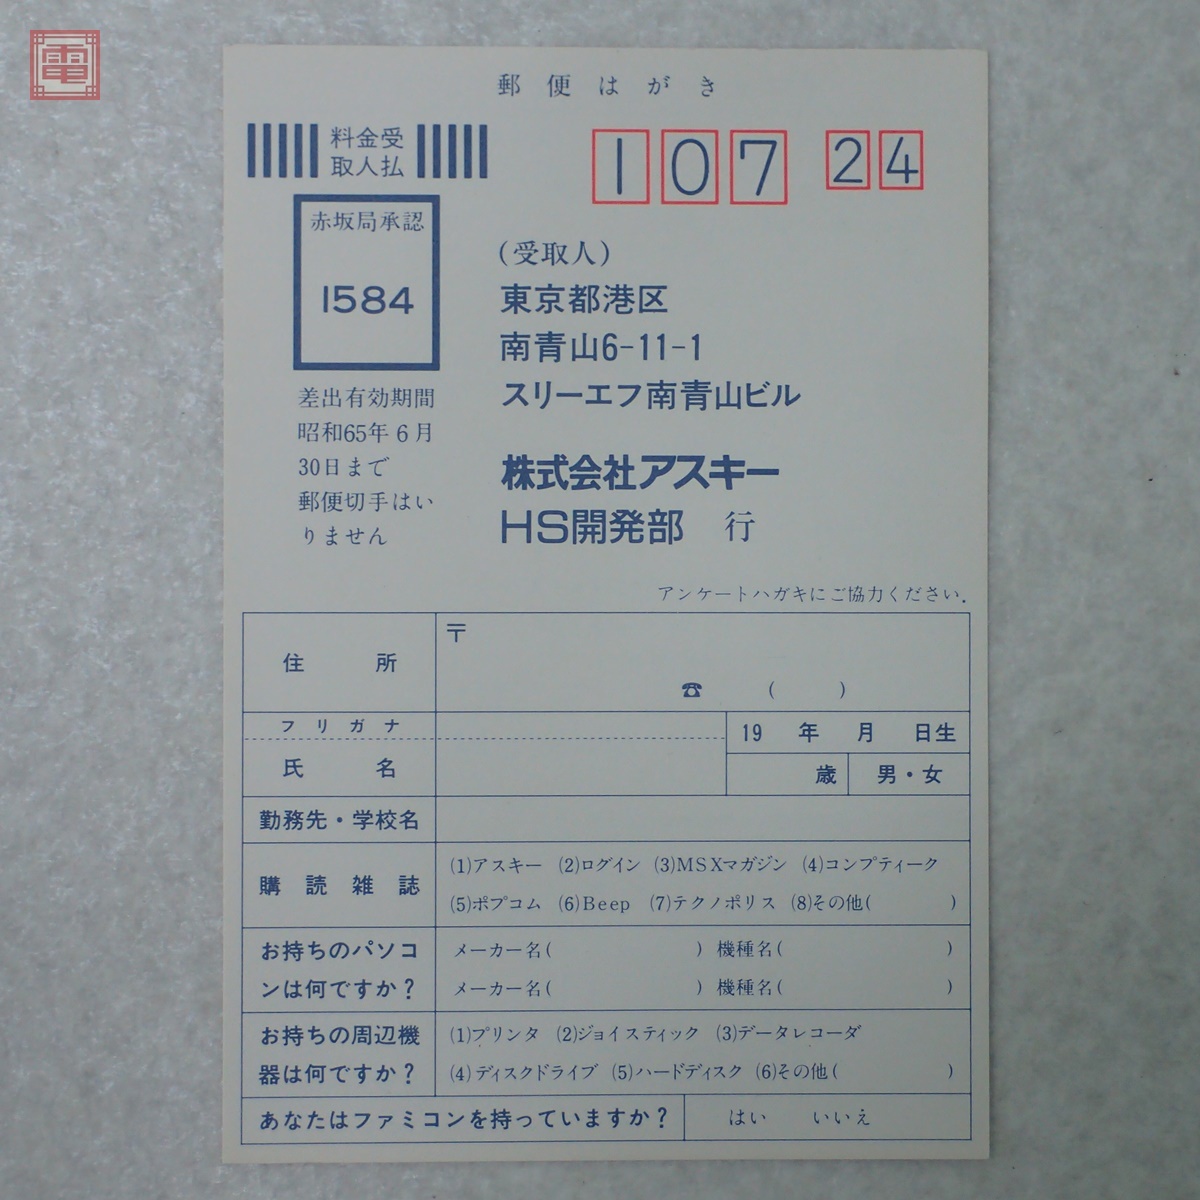 電
郵便はがき
料金受
取人払
107 24
赤坂局承認
1584
差出有効期間
昭和65年6月
30日まで
郵便切手はい
りません
(受取人)
東京都港区
南青山6-11-1
スリーエフ南青山ビル
株式会社アスキー
HS開発部 行
アンケートハガキにご協力ください.
住所
〒
☎ ( )
フリガナ
氏名
19 年 月 日生
歳 男・女
勤務先・学校名
購読雑誌
(1)アスキー (2)ログイン (3)MSXマガジン (4)コンプティーク
(5)ポプコム (6)Beep (7)テクノポリス (8)その他( )
お持ちのパソコ
ンは何ですか?
メーカー名( ) 機種名( )
メーカー名( ) 機種名( )
お持ちの周辺機
器は何ですか?
(1)プリンタ (2)ジョイスティック (3)データレコーダ
(4)ディスクドライブ (5)ハードディスク (6)その他( )
あなたはファミコンを持っていますか? はい いいえ